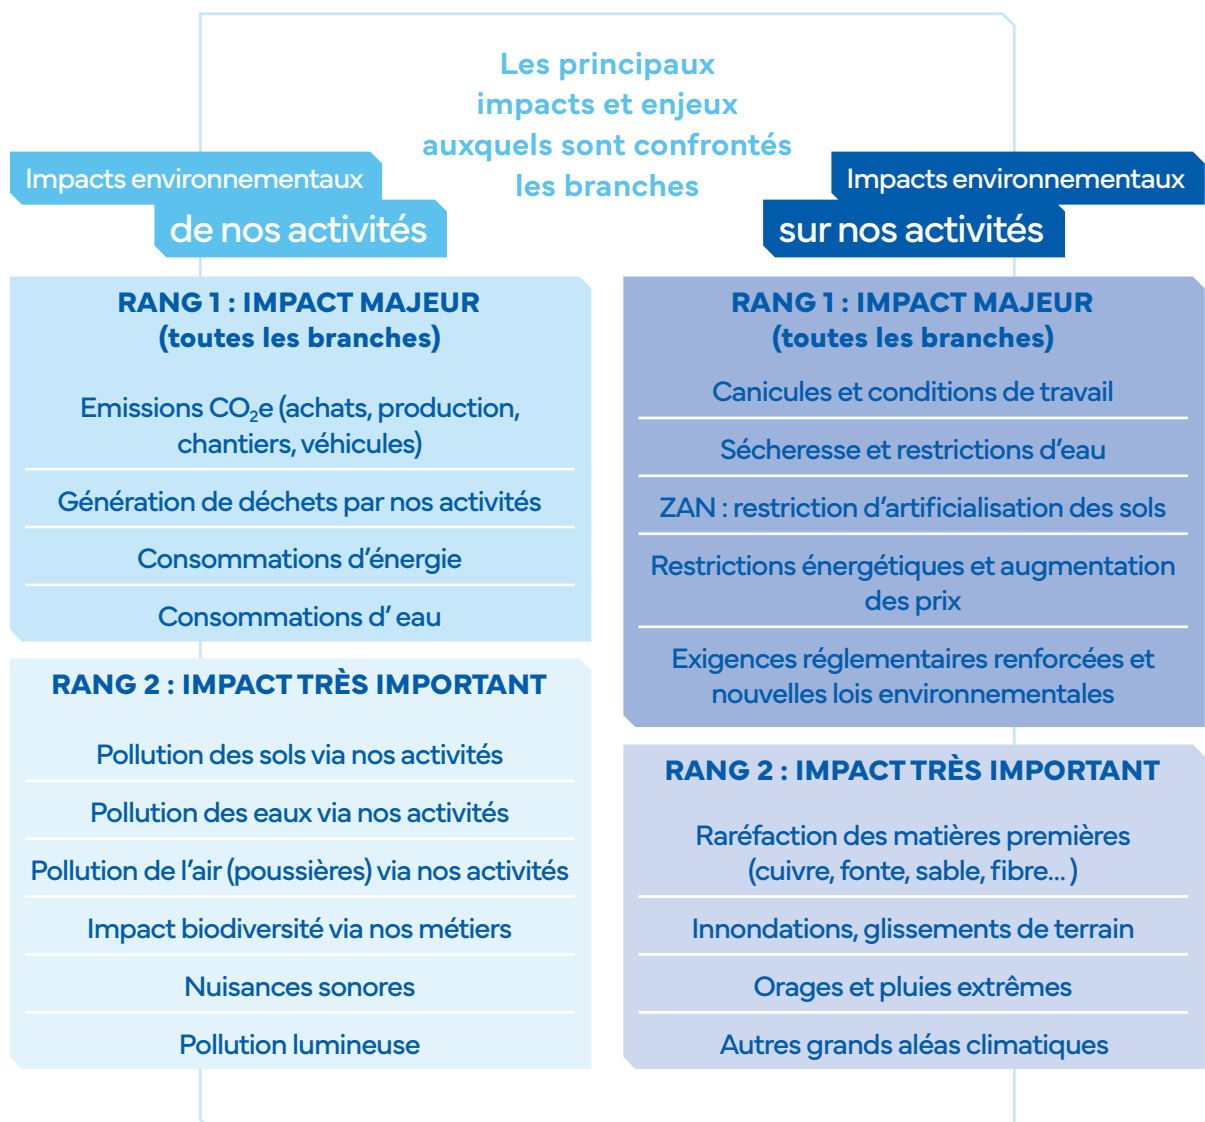 Les principaux
impacts et enjeux
auxquels sont confrontés
les branches
Impacts environnementaux
de nos activités
RANG 1 : IMPACT MAJEUR
(toutes les branches)
Emissions CO₂e (achats, production,
chantiers, véhicules)
Génération de déchets par nos activités
Consommations d'énergie
Consommations d' eau
RANG 2 : IMPACT TRÈS IMPORTANT
Pollution des sols via nos activités
Pollution des eaux via nos activités
Pollution de l'air (poussières) via nos activités
Impact biodiversité via nos métiers
Nuisances sonores
Pollution lumineuse
Impacts environnementaux
sur nos activités
RANG 1 : IMPACT MAJEUR
(toutes les branches)
Canicules et conditions de travail
Sécheresse et restrictions d'eau
ZAN : restriction d'artificialisation des sols
Restrictions énergétiques et augmentation
des prix
Exigences réglementaires renforcées et
nouvelles lois environnementales
RANG 2 : IMPACT TRÈS IMPORTANT
Raréfaction des matières premières
(cuivre, fonte, sable, fibre... )
Innondations, glissements de terrain
Orages et pluies extrêmes
Autres grands aléas climatiques